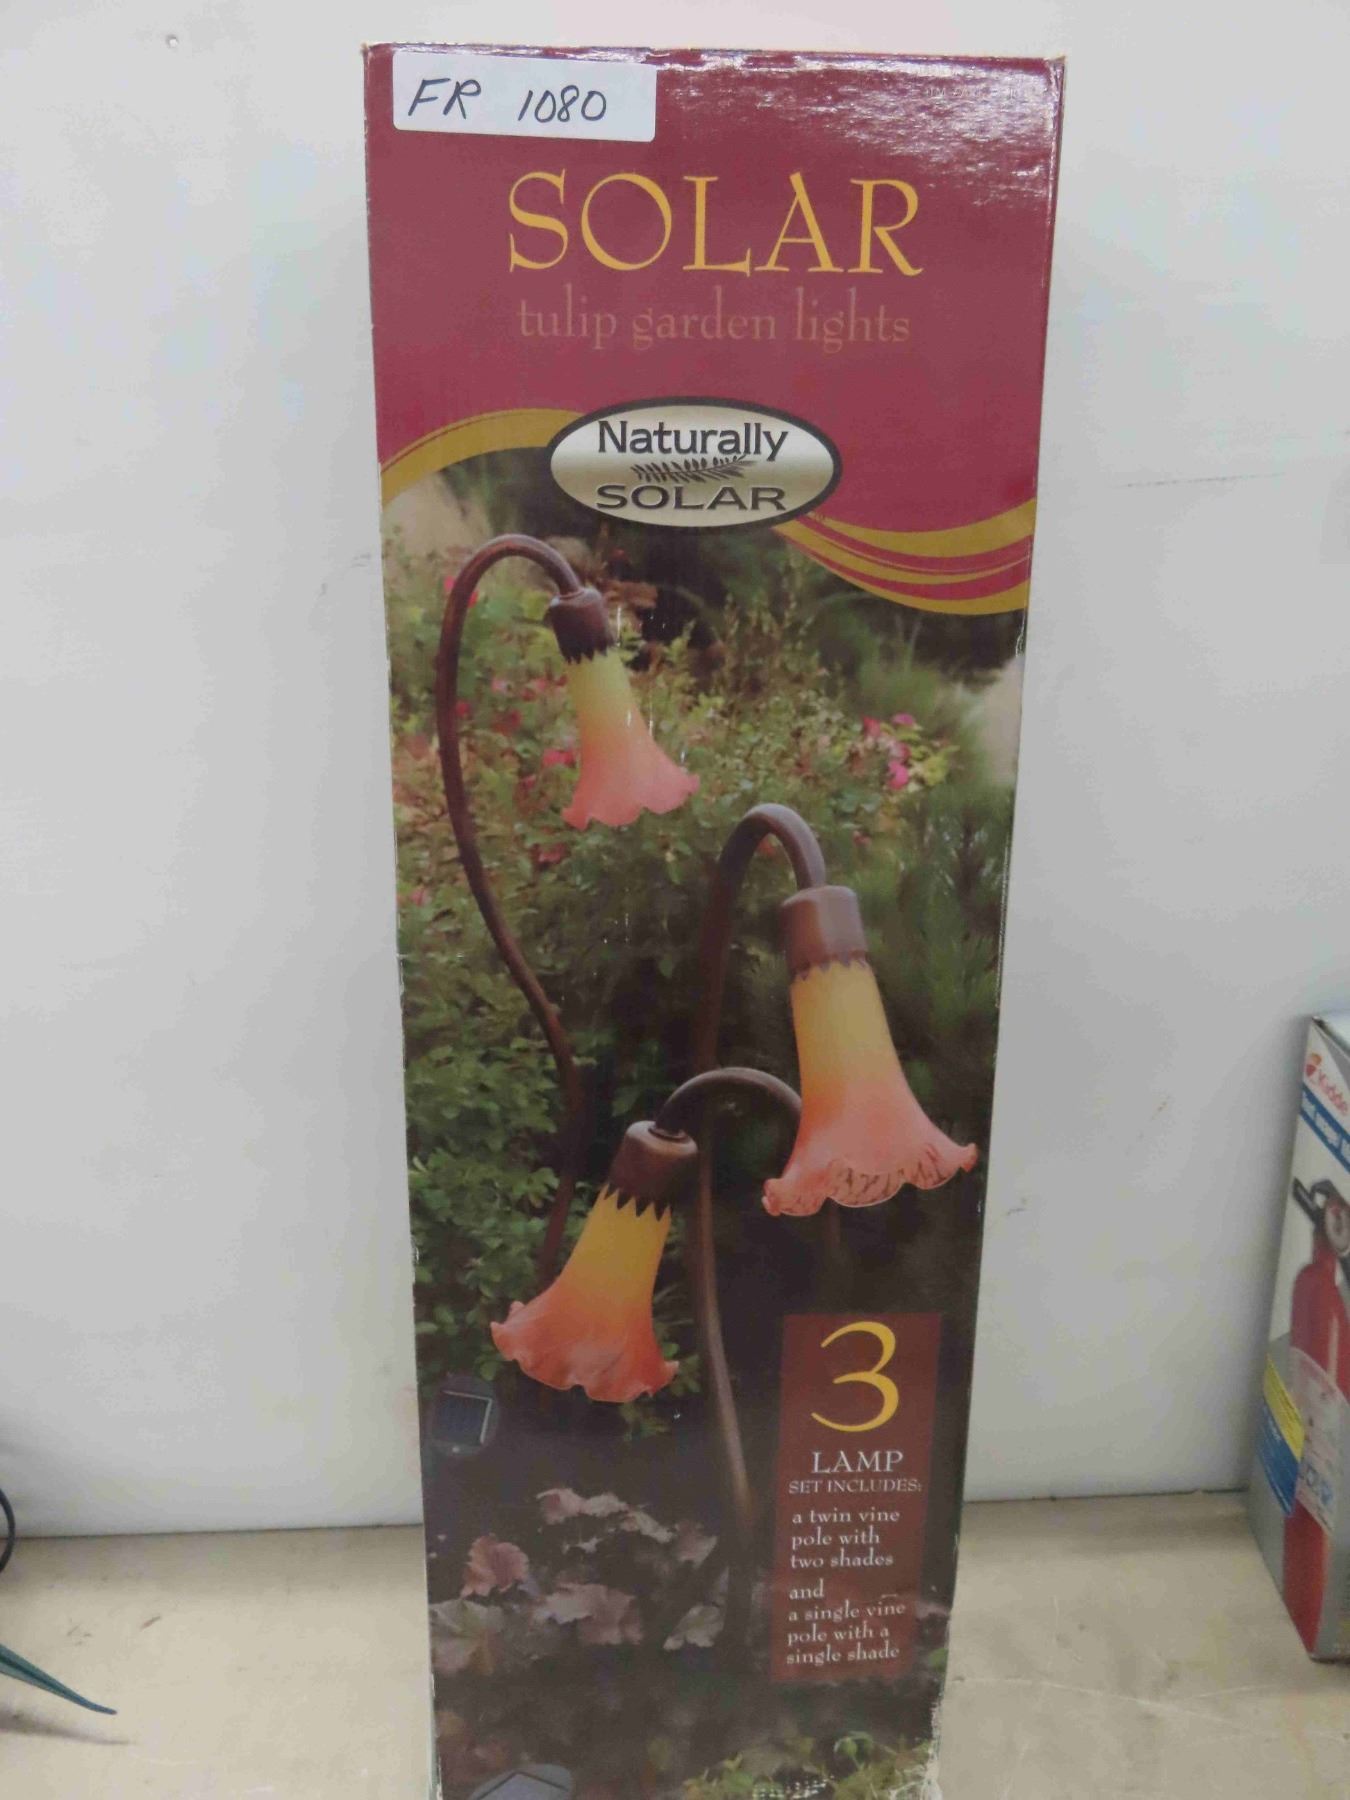 FR 1080
SOLAR
tulip garden lights
Naturally
SOLAR
3
LAMP
SET INCLUDES:
a twin vine
pole with
two shades
and
a single vine
pole with a
single shade
Kidde